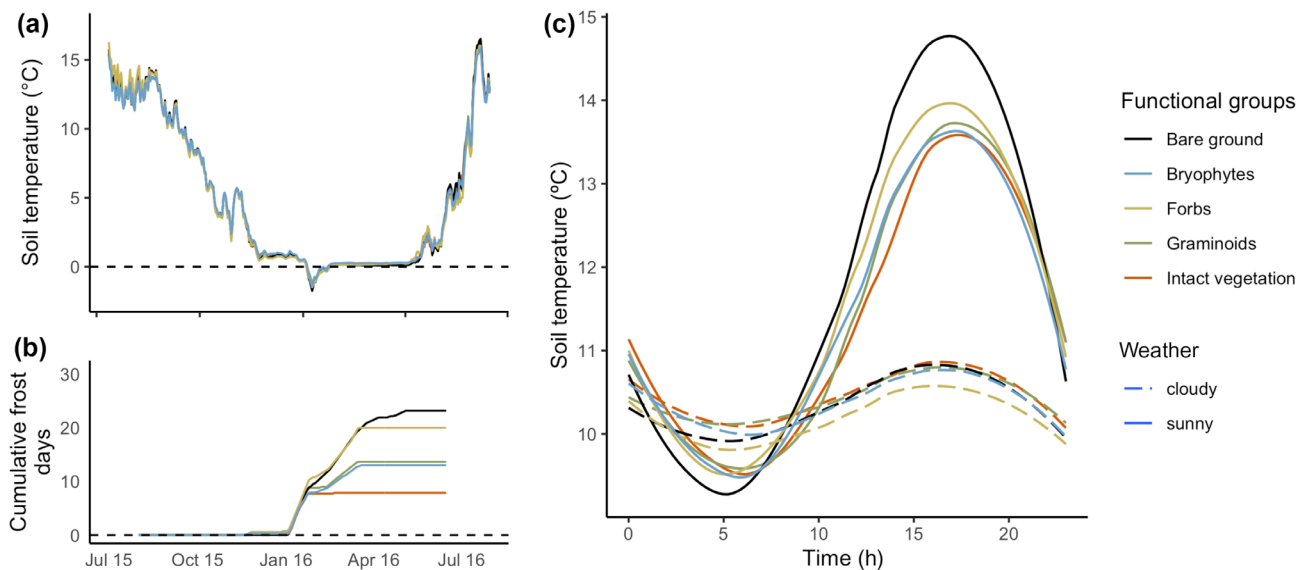 (a)
15
10
5
0
Soil temperature (°C)
(b)
30
20
10
0
Cumulative frost
days
Jul 15 Oct 15 Jan 16 Apr 16 Jul 16
(c)
15
14
13
12
11
10
Soil temperature (ºC)
0 5 10 15 20
Time (h)
Functional groups
Bare ground
Bryophytes
Forbs
Graminoids
Intact vegetation
Weather
cloudy
sunny